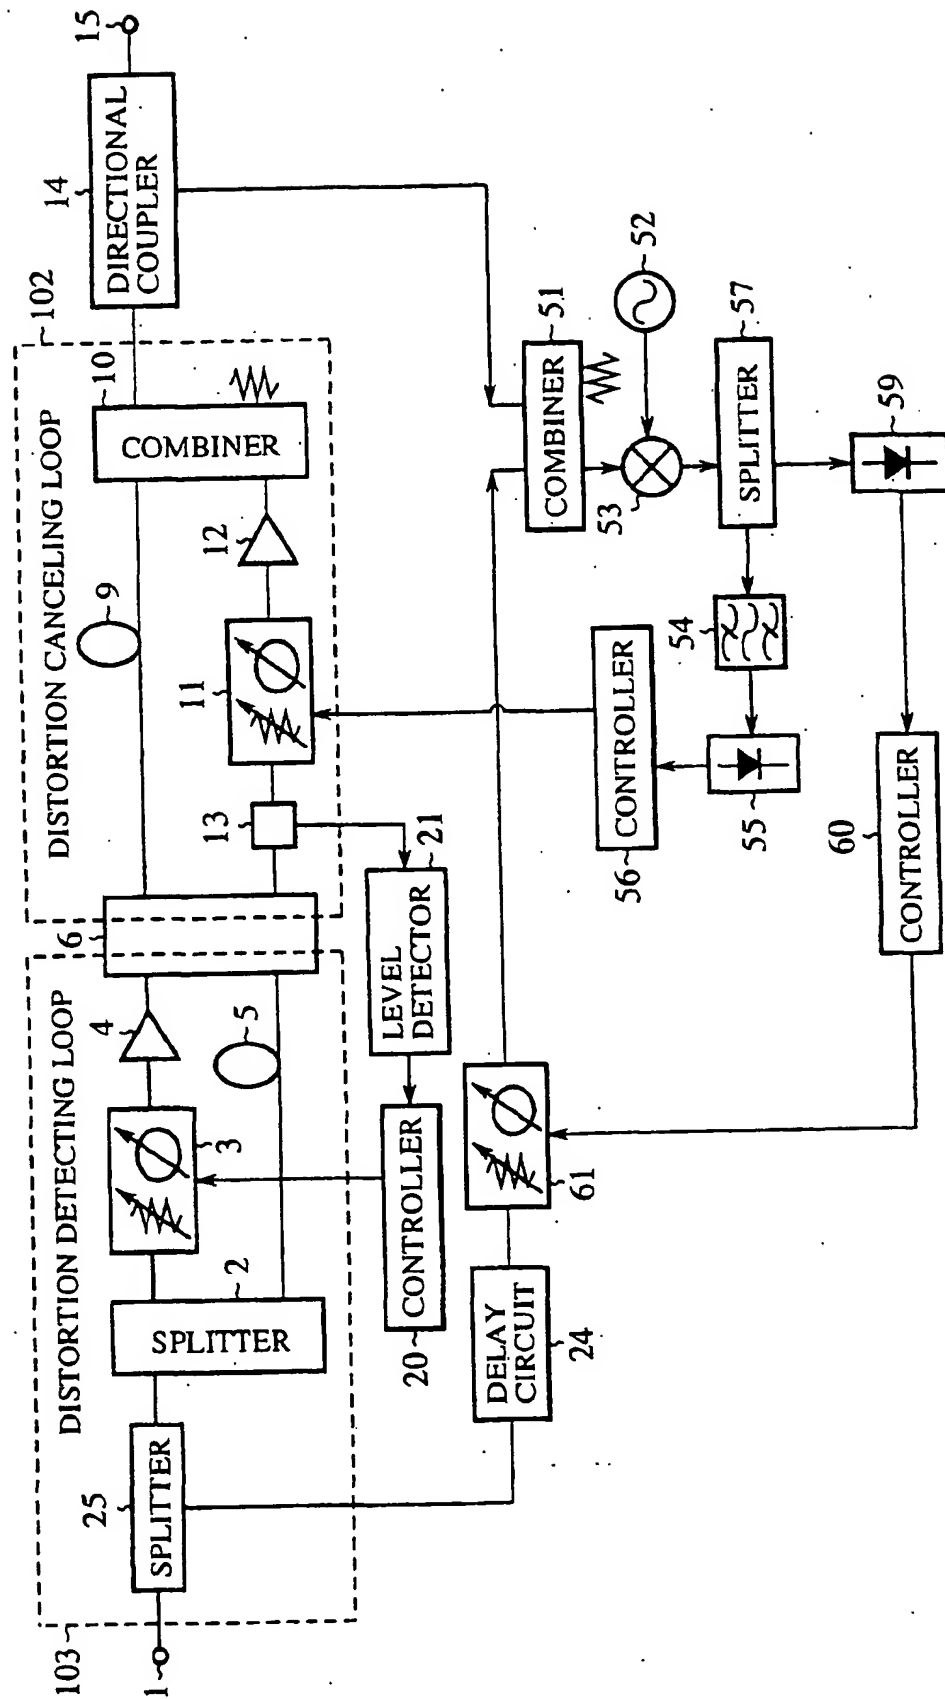 15
14
DIRECTIONAL
COUPLER
102
DISTORTION CANCELING LOOP
10
COMBINER
9
12
11
13
6
DISTORTION DETECTING LOOP
4
5
3
2
SPLITTER
25
SPLITTER
103
1
21
LEVEL
DETECTOR
20
CONTROLLER
61
24
DELAY
CIRCUIT
51
COMBINER
52
53
57
SPLITTER
54
55
56
CONTROLLER
59
60
CONTROLLER